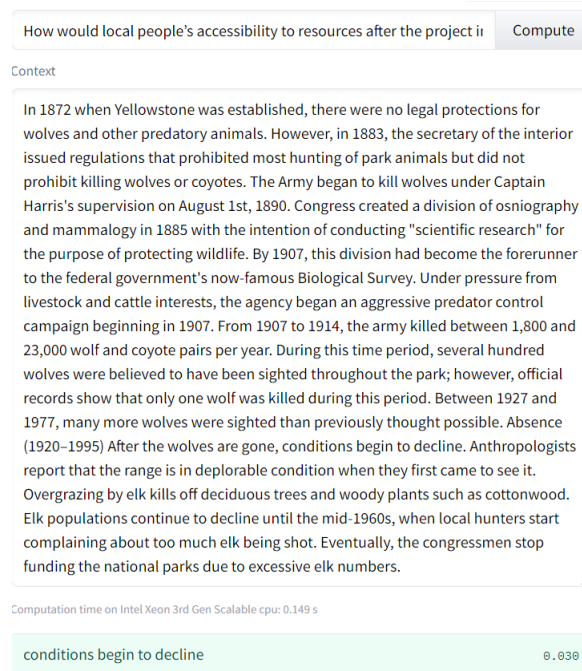 How would local people’s accessibility to resources after the project in
Compute
Context
In 1872 when Yellowstone was established, there were no legal protections for
wolves and other predatory animals. However, in 1883, the secretary of the interior
issued regulations that prohibited most hunting of park animals but did not
prohibit killing wolves or coyotes. The Army began to kill wolves under Captain
Harris's supervision on August 1st, 1890. Congress created a division of osniography
and mammalogy in 1885 with the intention of conducting "scientific research" for
the purpose of protecting wildlife. By 1907, this division had become the forerunner
to the federal government's now-famous Biological Survey. Under pressure from
livestock and cattle interests, the agency began an aggressive predator control
campaign beginning in 1907. From 1907 to 1914, the army killed between 1,800 and
23,000 wolf and coyote pairs per year. During this time period, several hundred
wolves were believed to have been sighted throughout the park; however, official
records show that only one wolf was killed during this period. Between 1927 and
1977, many more wolves were sighted than previously thought possible. Absence
(1920–1995) After the wolves are gone, conditions begin to decline. Anthropologists
report that the range is in deplorable condition when they first came to see it.
Overgrazing by elk kills off deciduous trees and woody plants such as cottonwood.
Elk populations continue to decline until the mid-1960s, when local hunters start
complaining about too much elk being shot. Eventually, the congressmen stop
funding the national parks due to excessive elk numbers.
Computation time on Intel Xeon 3rd Gen Scalable cpu: 0.149 s
conditions begin to decline
0.030